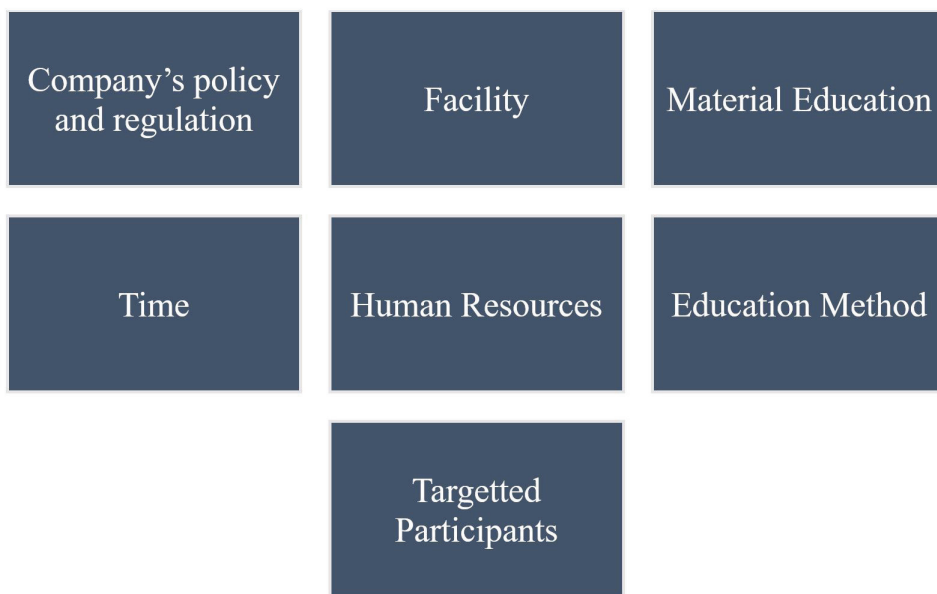 Company’s policy
and regulation
Facility
Material Education
Time
Human Resources
Education Method
Targetted
Participants